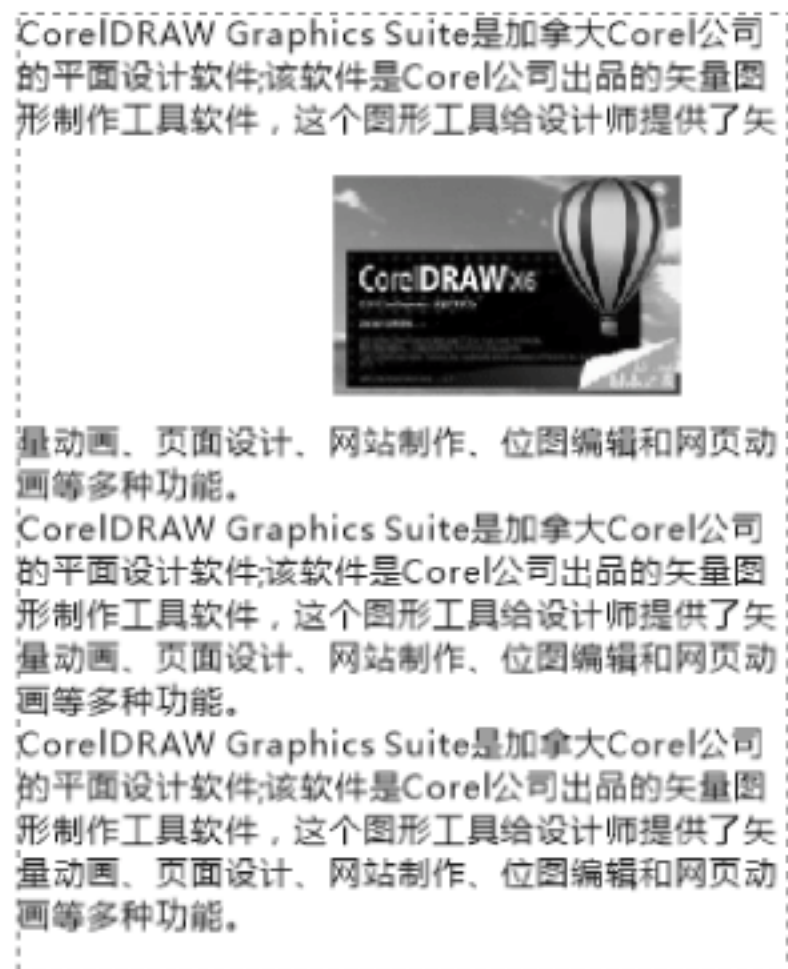 CorelDRAW Graphics Suite是加拿大Corel公司
的平面设计软件;该软件是Corel公司出品的矢量图
形制作工具软件，这个图形工具给设计师提供了矢
CorelDRAW X6
量动画、页面设计、网站制作、位图编辑和网页动
画等多种功能。
CorelDRAW Graphics Suite是加拿大Corel公司
的平面设计软件;该软件是Corel公司出品的矢量图
形制作工具软件，这个图形工具给设计师提供了矢
量动画、页面设计、网站制作、位图编辑和网页动
画等多种功能。
CorelDRAW Graphics Suite是加拿大Corel公司
的平面设计软件;该软件是Corel公司出品的矢量图
形制作工具软件，这个图形工具给设计师提供了矢
量动画、页面设计、网站制作、位图编辑和网页动
画等多种功能。